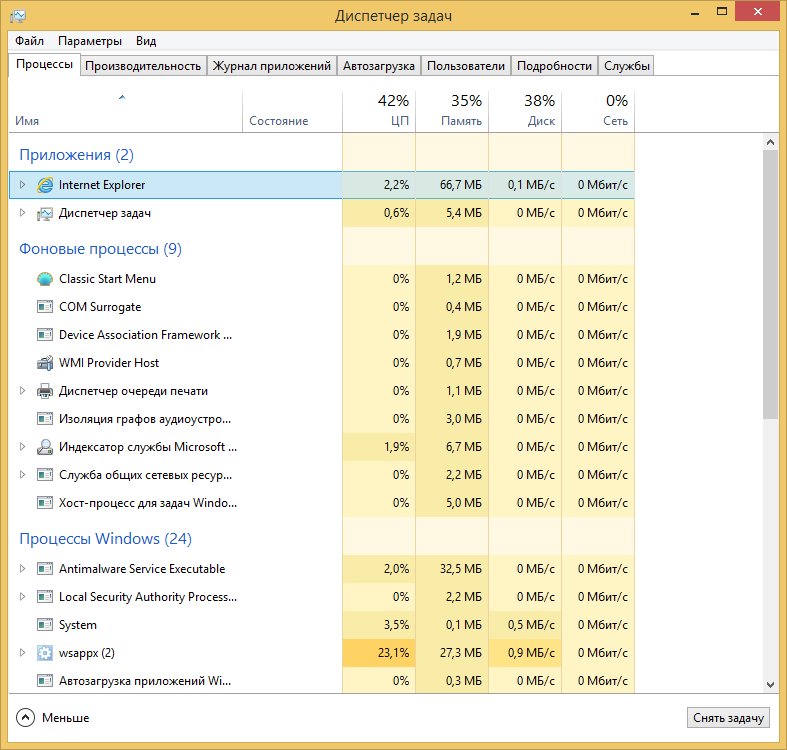 Диспетчер задач
Файл Параметры Вид
Процессы Производительность Журнал приложений Автозагрузка Пользователи Подробности Службы
42% 35% 38% 0%
Имя Состояние ЦП Память Диск Сеть
Приложения (2)
Internet Explorer 2,2% 66,7 МБ 0,1 МБ/с 0 Мбит/с
Диспетчер задач 0,6% 5,4 МБ 0 МБ/с 0 Мбит/с
Фоновые процессы (9)
Classic Start Menu 0% 1,2 МБ 0 МБ/с 0 Мбит/с
COM Surrogate 0% 0,4 МБ 0 МБ/с 0 Мбит/с
Device Association Framework ... 0% 1,9 МБ 0 МБ/с 0 Мбит/с
WMI Provider Host 0% 0,7 МБ 0 МБ/с 0 Мбит/с
Диспетчер очереди печати 0% 1,1 МБ 0 МБ/с 0 Мбит/с
Изоляция графов аудиоустро... 0% 3,0 МБ 0 МБ/с 0 Мбит/с
Индексатор службы Microsoft ... 1,9% 6,7 МБ 0 МБ/с 0 Мбит/с
Служба общих сетевых ресур... 0% 2,2 МБ 0 МБ/с 0 Мбит/с
Хост-процесс для задач Windo... 0% 5,0 МБ 0 МБ/с 0 Мбит/с
Процессы Windows (24)
Antimalware Service Executable 2,0% 32,5 МБ 0 МБ/с 0 Мбит/с
Local Security Authority Process... 0% 2,2 МБ 0 МБ/с 0 Мбит/с
System 3,5% 0,1 МБ 0,5 МБ/с 0 Мбит/с
wsappx (2) 23,1% 27,3 МБ 0,9 МБ/с 0 Мбит/с
Автозагрузка приложений Wi... 0% 0,3 МБ 0 МБ/с 0 Мбит/с
Меньше Снять задачу